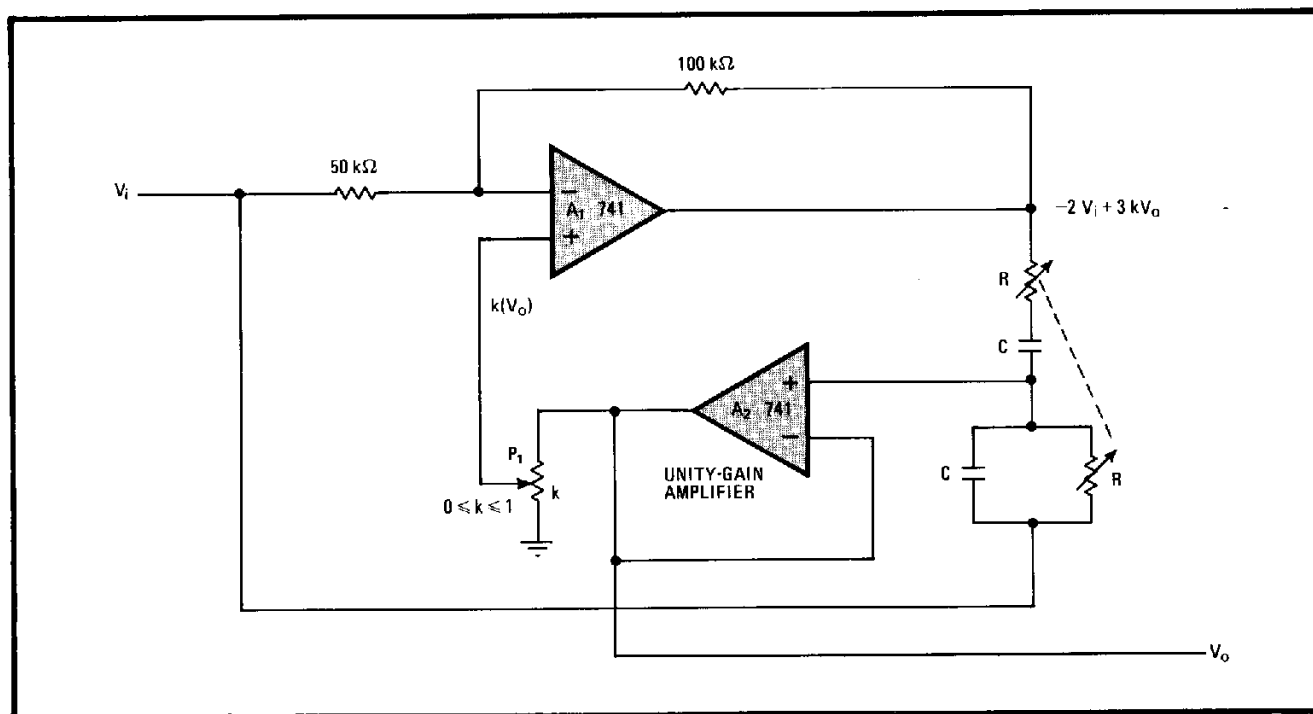 100 kΩ
50 kΩ
Vi
−
A1 741
+
−2 Vi + 3 kVo
R
k(Vo)
C
+
A2 741
−
P1
k
0 ≤ k ≤ 1
UNITY-GAIN
AMPLIFIER
C
R
Vo